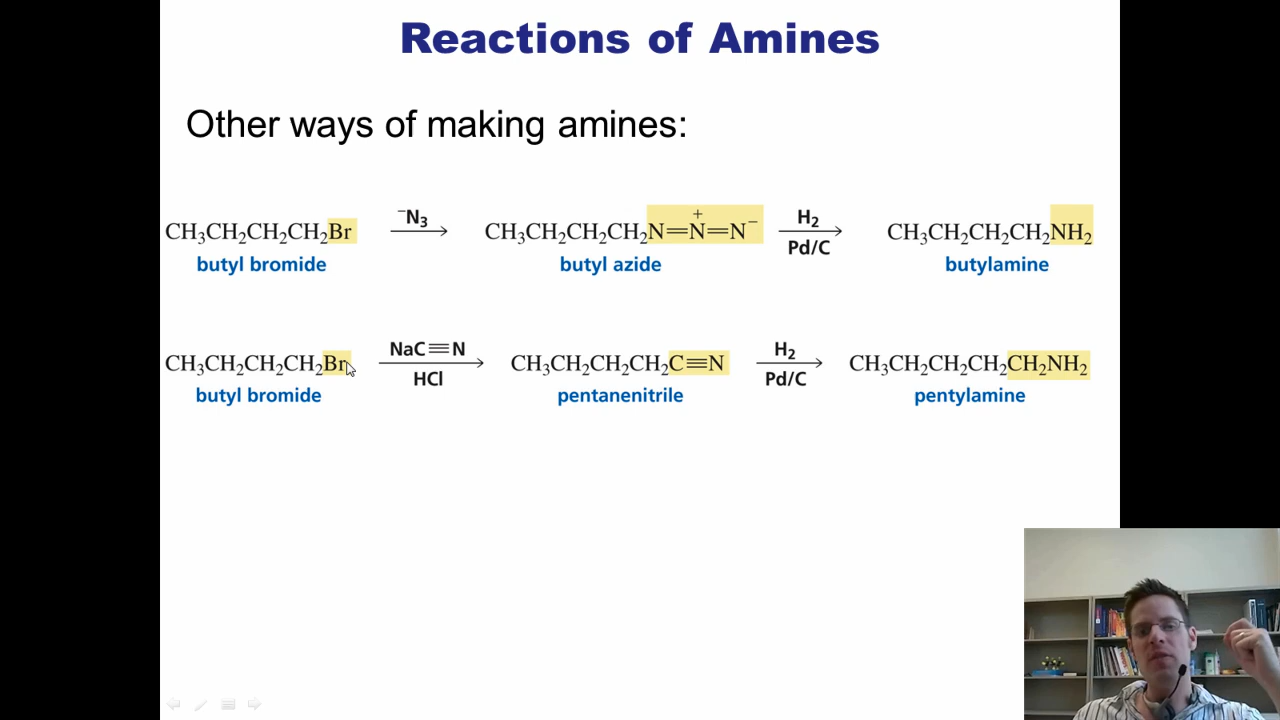 Reactions of Amines
Other ways of making amines:
CH₃CH₂CH₂CH₂Br ⁻N₃ CH₃CH₂CH₂CH₂N=N⁺=N⁻ H₂ Pd/C CH₃CH₂CH₂CH₂NH₂
butyl bromide butyl azide butylamine
CH₃CH₂CH₂CH₂Br NaC≡N HCl CH₃CH₂CH₂CH₂C≡N H₂ Pd/C CH₃CH₂CH₂CH₂CH₂NH₂
butyl bromide pentanenitrile pentylamine